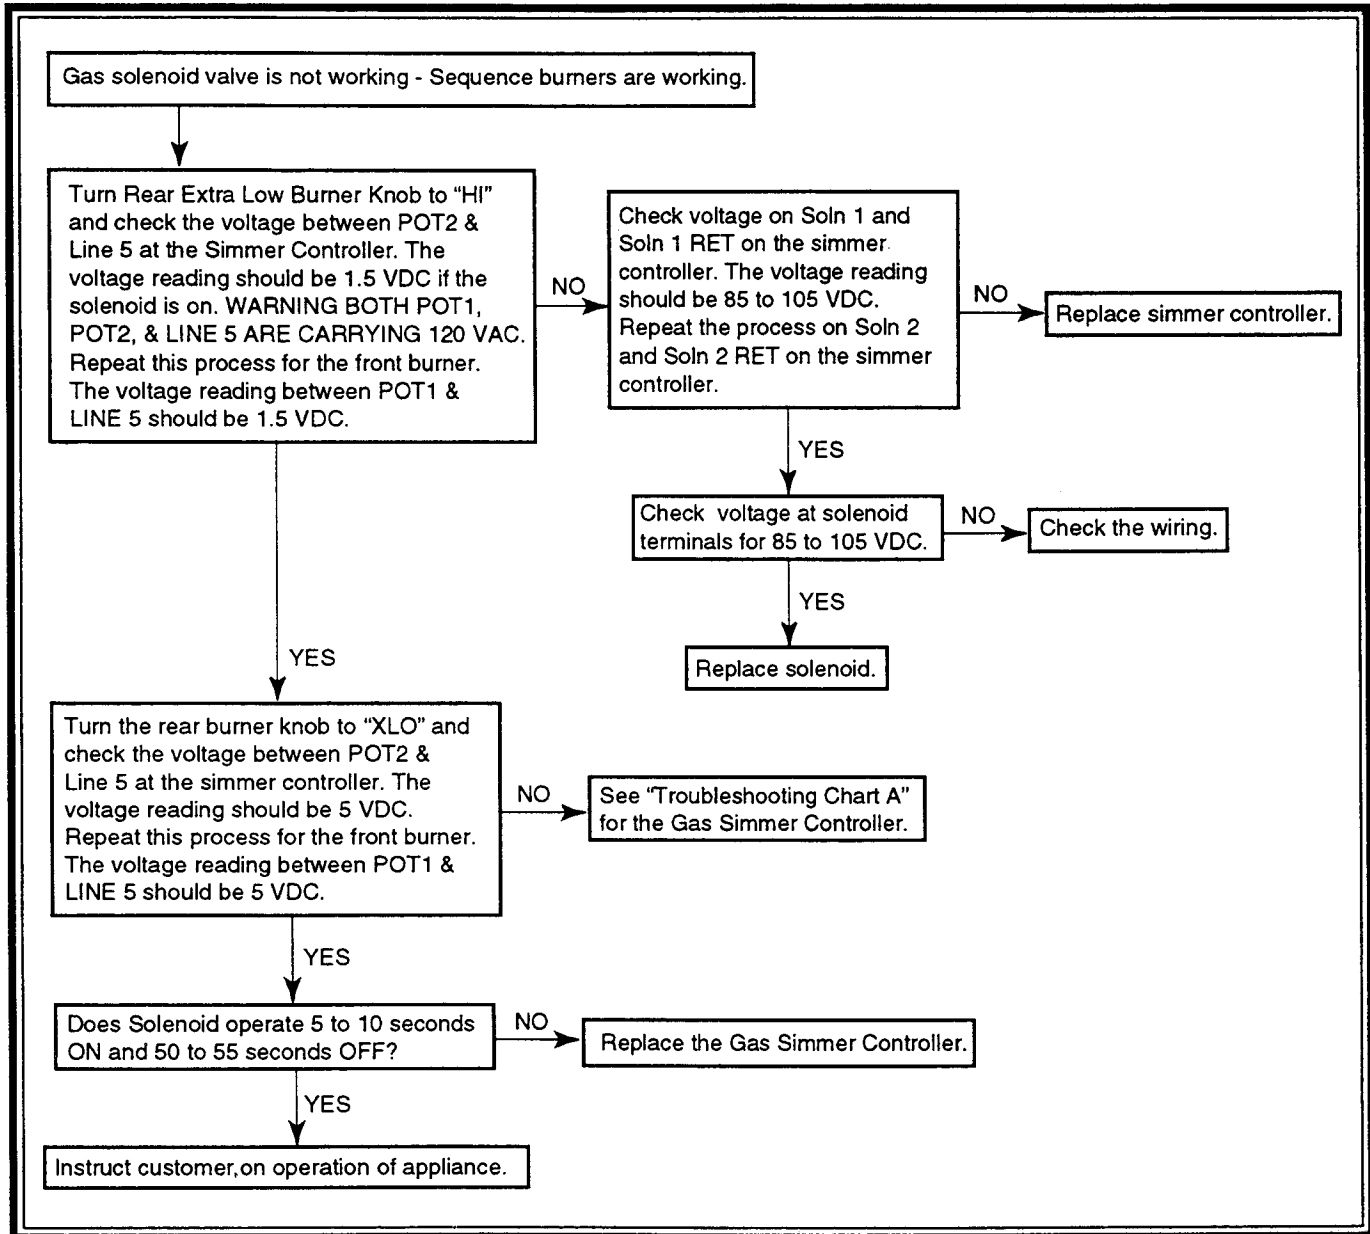 Gas solenoid valve is not working - Sequence burners are working.
Turn Rear Extra Low Burner Knob to “HI”
and check the voltage between POT2 &
Line 5 at the Simmer Controller. The
voltage reading should be 1.5 VDC if the
solenoid is on. WARNING BOTH POT1,
POT2, & LINE 5 ARE CARRYING 120 VAC.
Repeat this process for the front burner.
The voltage reading between POT1 &
LINE 5 should be 1.5 VDC.
NO
Check voltage on Soln 1 and
Soln 1 RET on the simmer
controller. The voltage reading
should be 85 to 105 VDC.
Repeat the process on Soln 2
and Soln 2 RET on the simmer
controller.
NO
Replace simmer controller.
YES
Check voltage at solenoid
terminals for 85 to 105 VDC.
NO
Check the wiring.
YES
Replace solenoid.
YES
Turn the rear burner knob to “XLO” and
check the voltage between POT2 &
Line 5 at the simmer controller. The
voltage reading should be 5 VDC.
Repeat this process for the front burner.
The voltage reading between POT1 &
LINE 5 should be 5 VDC.
NO
See “Troubleshooting Chart A”
for the Gas Simmer Controller.
YES
Does Solenoid operate 5 to 10 seconds
ON and 50 to 55 seconds OFF?
NO
Replace the Gas Simmer Controller.
YES
Instruct customer,on operation of appliance.